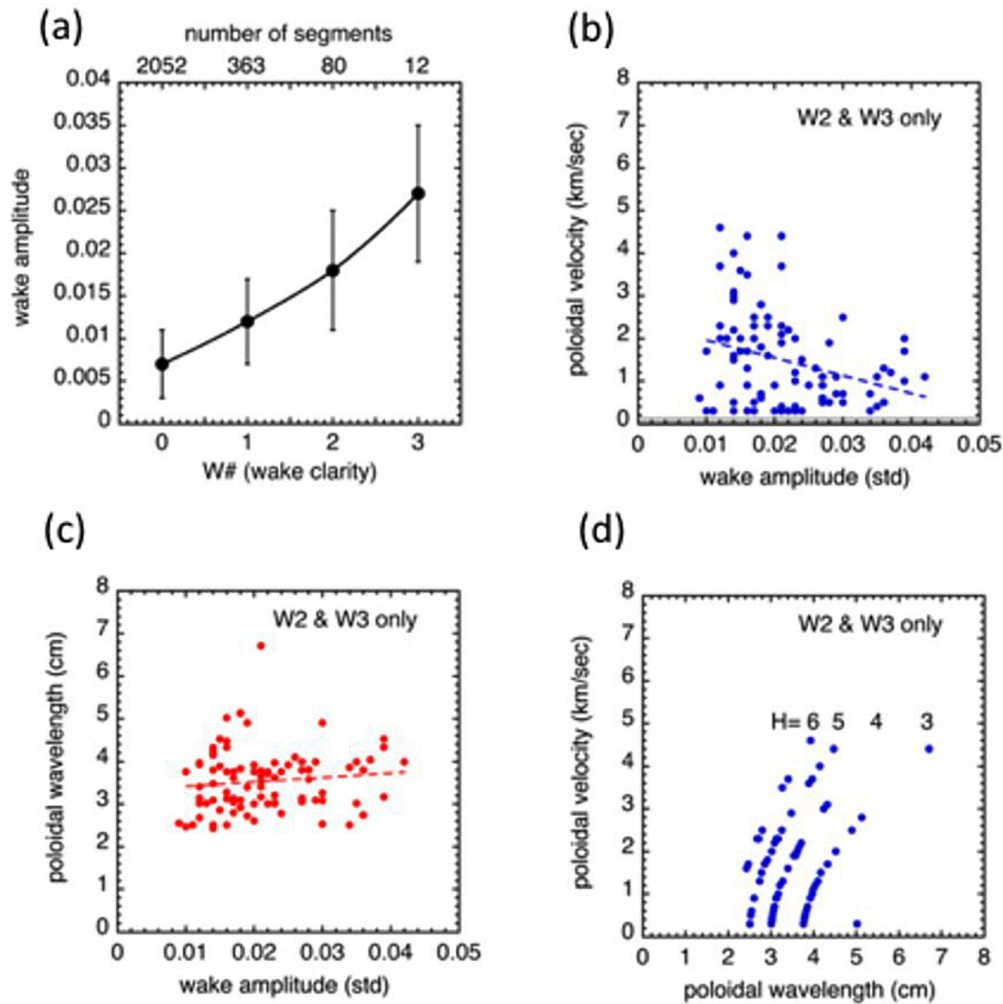 (a)
number of segments
2052 363 80 12
0.04
0.035
0.03
0.025
0.02
0.015
0.01
0.005
0
0 1 2 3
wake amplitude
W# (wake clarity)
(b)
8
7
6
5
4
3
2
1
0
0 0.01 0.02 0.03 0.04 0.05
W2 & W3 only
poloidal velocity (km/sec)
wake amplitude (std)
(c)
8
7
6
5
4
3
2
1
0
0 0.01 0.02 0.03 0.04 0.05
W2 & W3 only
poloidal wavelength (cm)
wake amplitude (std)
(d)
8
7
6
5
4
3
2
1
0
0 1 2 3 4 5 6 7 8
W2 & W3 only
H= 6 5 4 3
poloidal velocity (km/sec)
poloidal wavelength (cm)